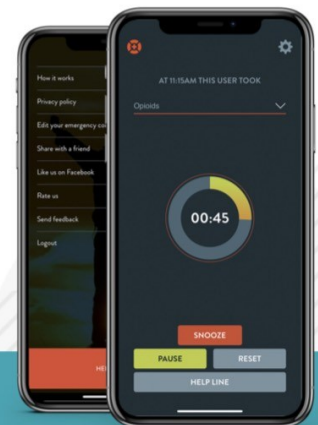 How it works
Privacy policy
Edit your emergency
Share with a friend
Like us on Facebook
Rate us
Send feedback
Logout
AT 11:15AM THIS USER TOOK
Opioids
00:45
SNOOZE
PAUSE
RESET
HELP LINE